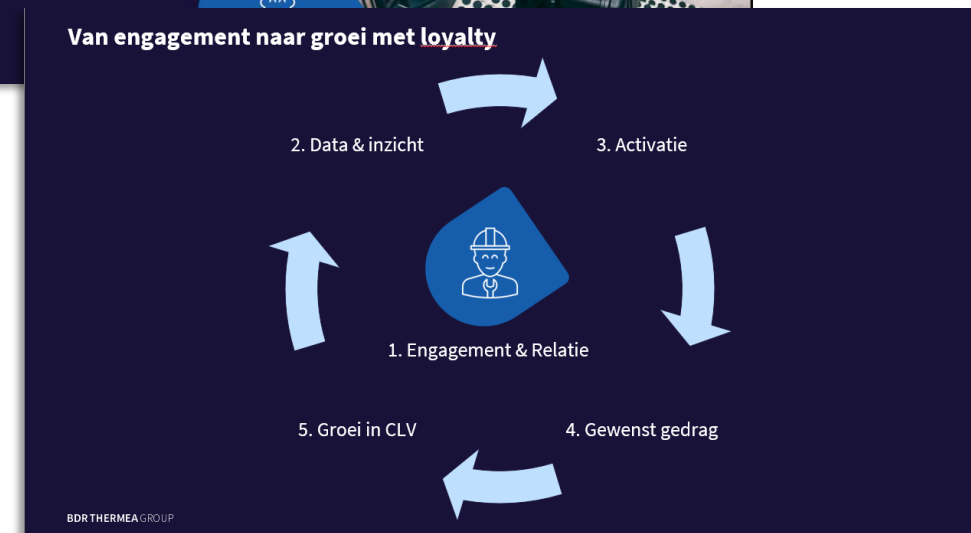 Van engagement naar groei met loyalty
2. Data & inzicht
3. Activatie
1. Engagement & Relatie
5. Groei in CLV
4. Gewenst gedrag
BDR THERMEA GROUP